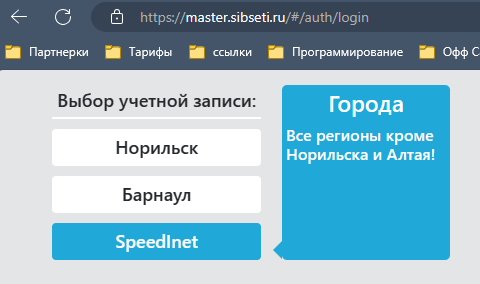 https://master.sibseti.ru/#/auth/login
Партнерки Тарифы ссылки Программирование Офф С
Выбор учетной записи:
Норильск
Барнаул
SpeedInet
Города
Все регионы кроме
Норильска и Алтая!